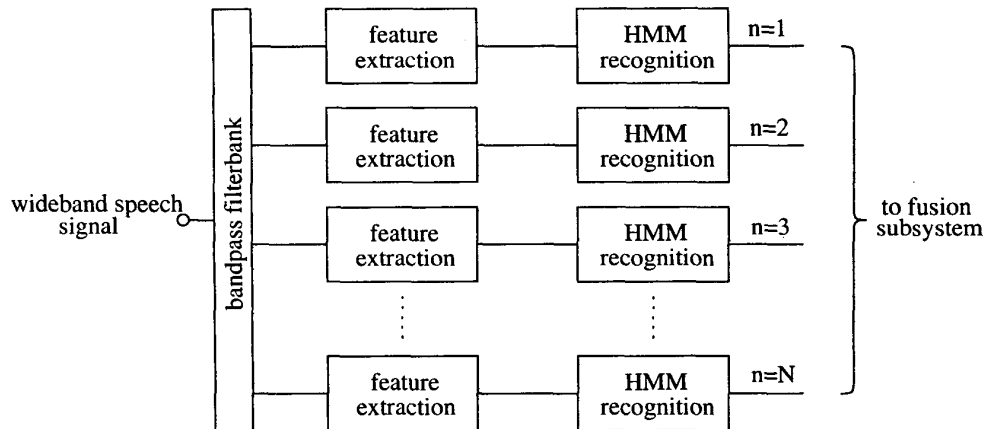 feature
extraction
HMM
recognition
n=1
feature
extraction
HMM
recognition
n=2
wideband speech
signal
bandpass filterbank
feature
extraction
HMM
recognition
n=3
to fusion
subsystem
feature
extraction
HMM
recognition
n=N